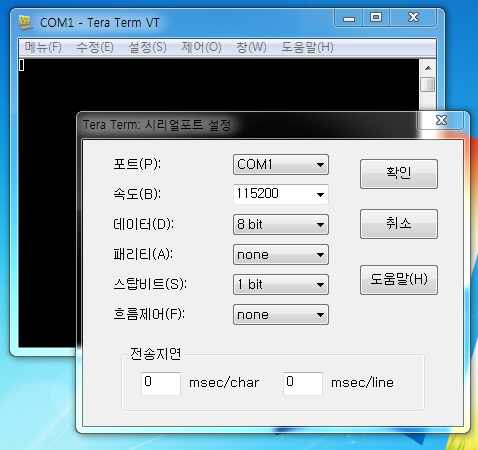 COM1 - Tera Term VT
메뉴(F) 수정(E) 설정(S) 제어(O) 창(W) 도움말(H)
Tera Term: 시리얼포트 설정
포트(P): COM1 확인
속도(B): 115200
데이터(D): 8 bit 취소
패리티(A): none
스탑비트(S): 1 bit 도움말(H)
흐름제어(F): none
전송지연
0 msec/char 0 msec/line